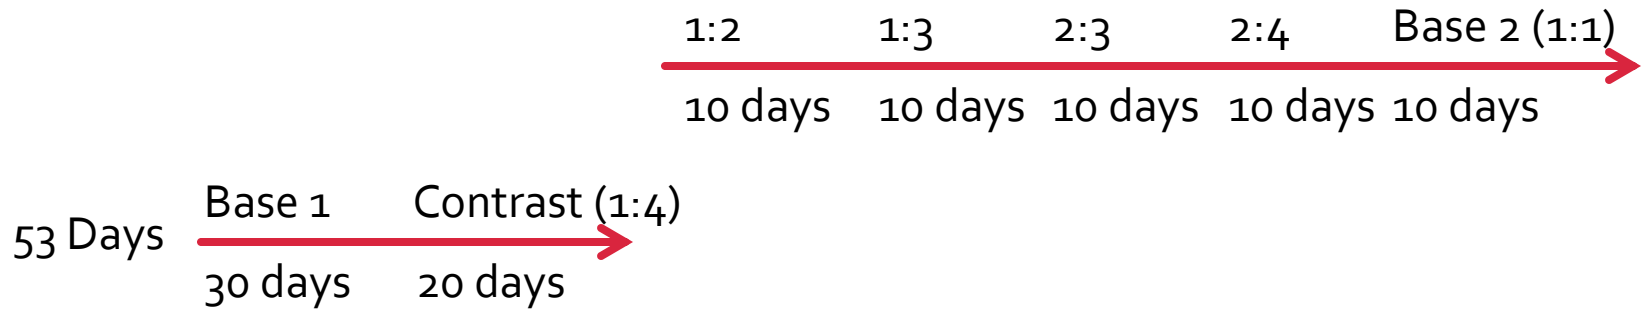 1:2 1:3 2:3 2:4 Base 2 (1:1)
10 days 10 days 10 days 10 days 10 days
Base 1 Contrast (1:4)
53 Days
30 days 20 days